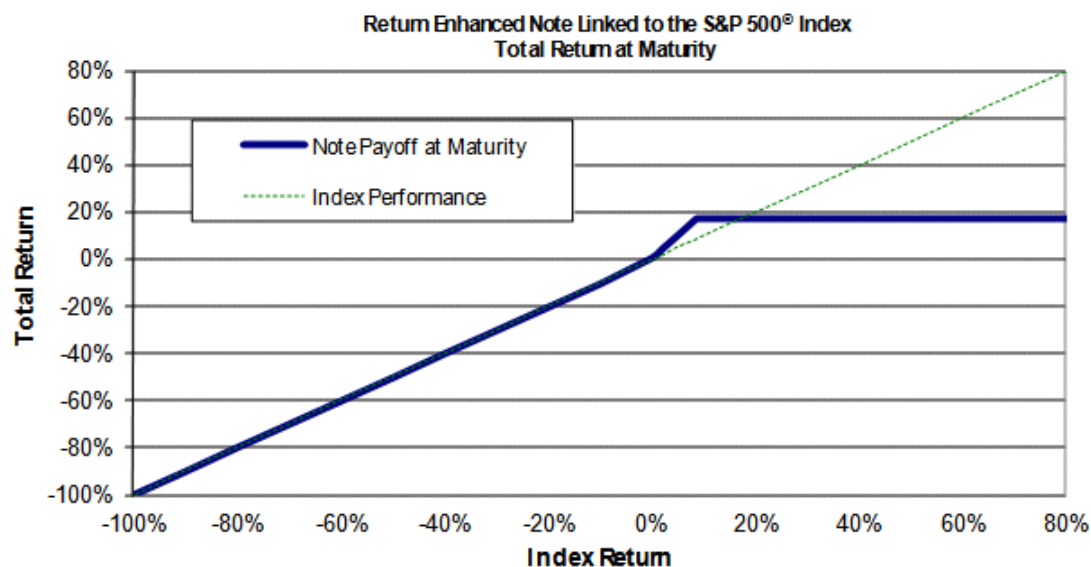 Return Enhanced Note Linked to the S&P 500® Index
Total Return at Maturity
80%
60%
40%
20%
0%
-20%
-40%
-60%
-80%
-100%
Total Return
Note Payoff at Maturity
Index Performance
-100% -80% -60% -40% -20% 0% 20% 40% 60% 80%
Index Return